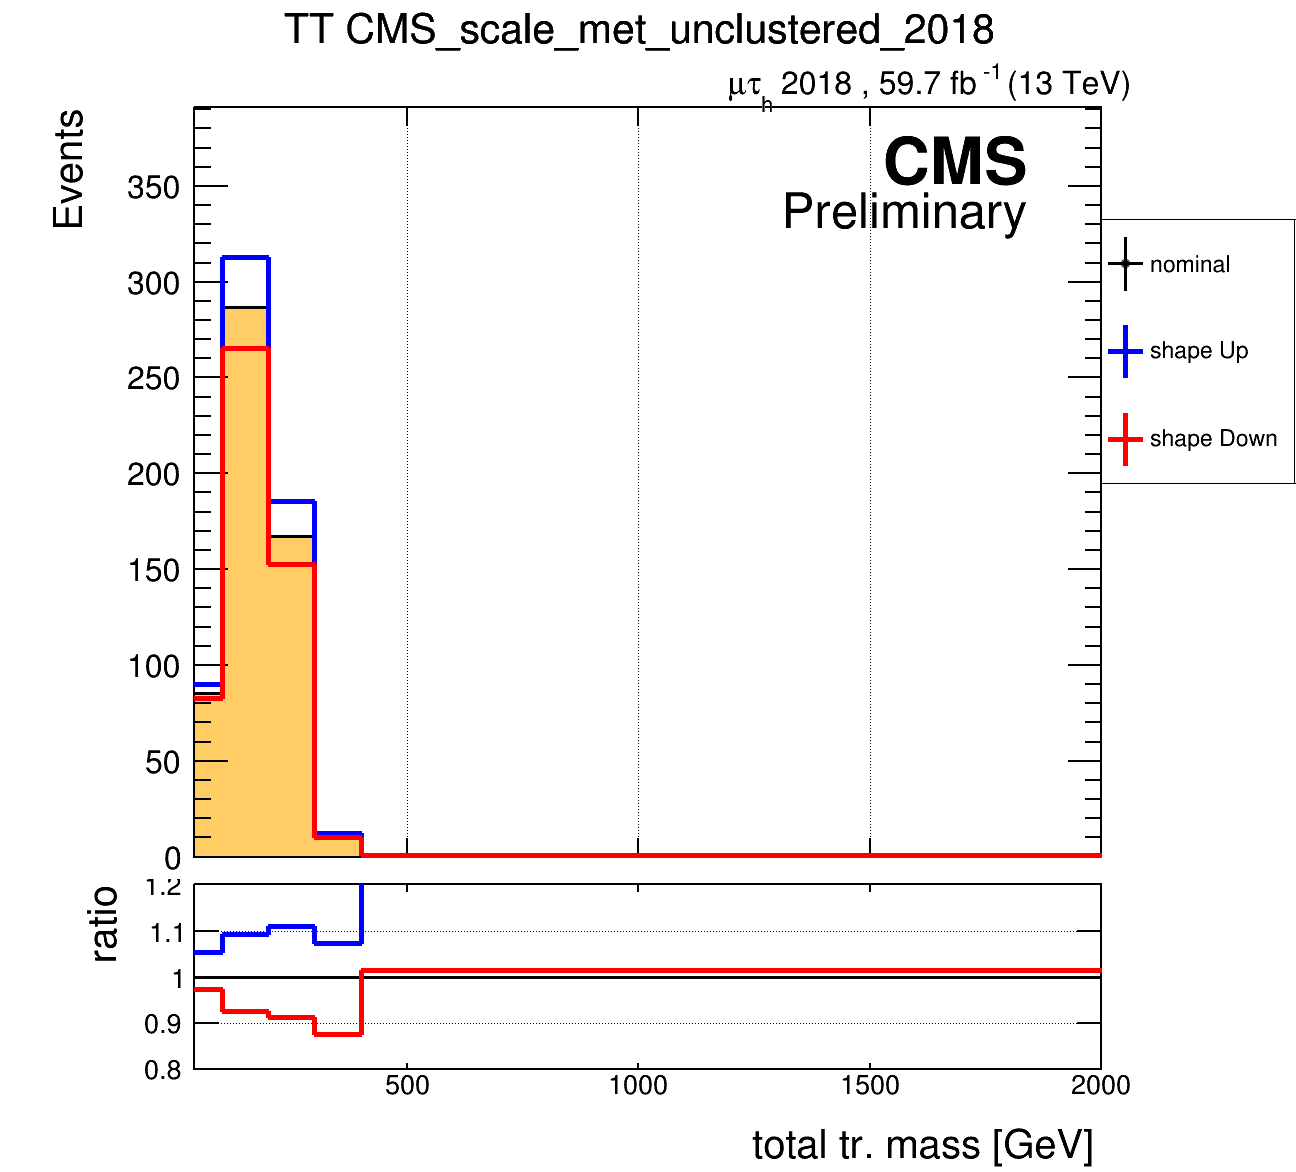 TT CMS_scale_met_unclustered_2018
μτh 2018 , 59.7 fb-1 (13 TeV)
Events
CMS
Preliminary
350
300
250
200
150
100
50
0
nominal
shape Up
shape Down
ratio
1.2
1.1
1
0.9
0.8
500 1000 1500 2000
total tr. mass [GeV]